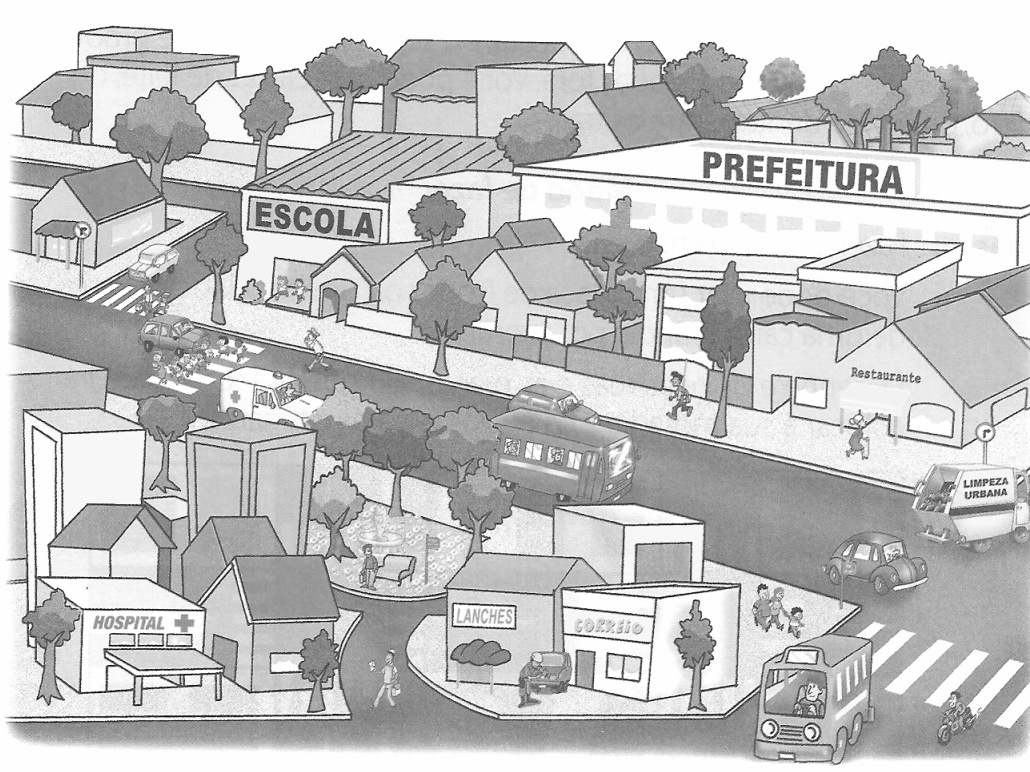 PREFEITURA
ESCOLA
Restaurante
LIMPEZA
URBANA
HOSPITAL
LANCHES
CORREIO